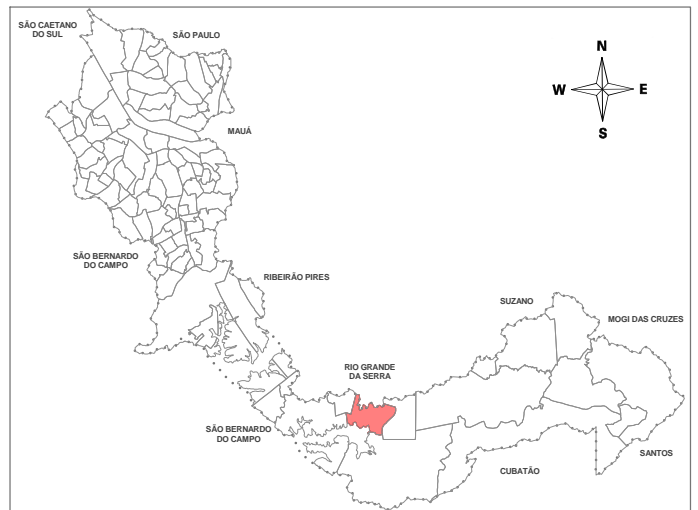 SÃO CAETANO
DO SUL
SÃO PAULO
N
W
E
S
MAUÁ
SÃO BERNARDO
DO CAMPO
RIBEIRÃO PIRES
SUZANO
MOGI DAS CRUZES
RIO GRANDE
DA SERRA
SÃO BERNARDO
DO CAMPO
SANTOS
CUBATÃO